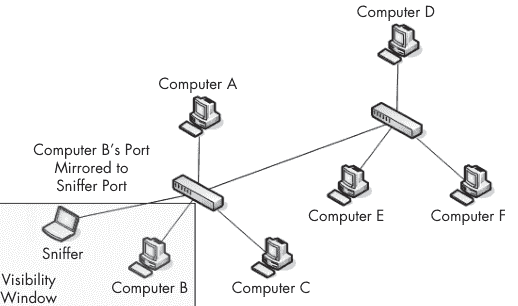 Computer D
Computer A
Computer B's Port
Mirrored to
Sniffer Port
Computer E
Computer F
Sniffer
Computer B
Computer C
Visibility
Window